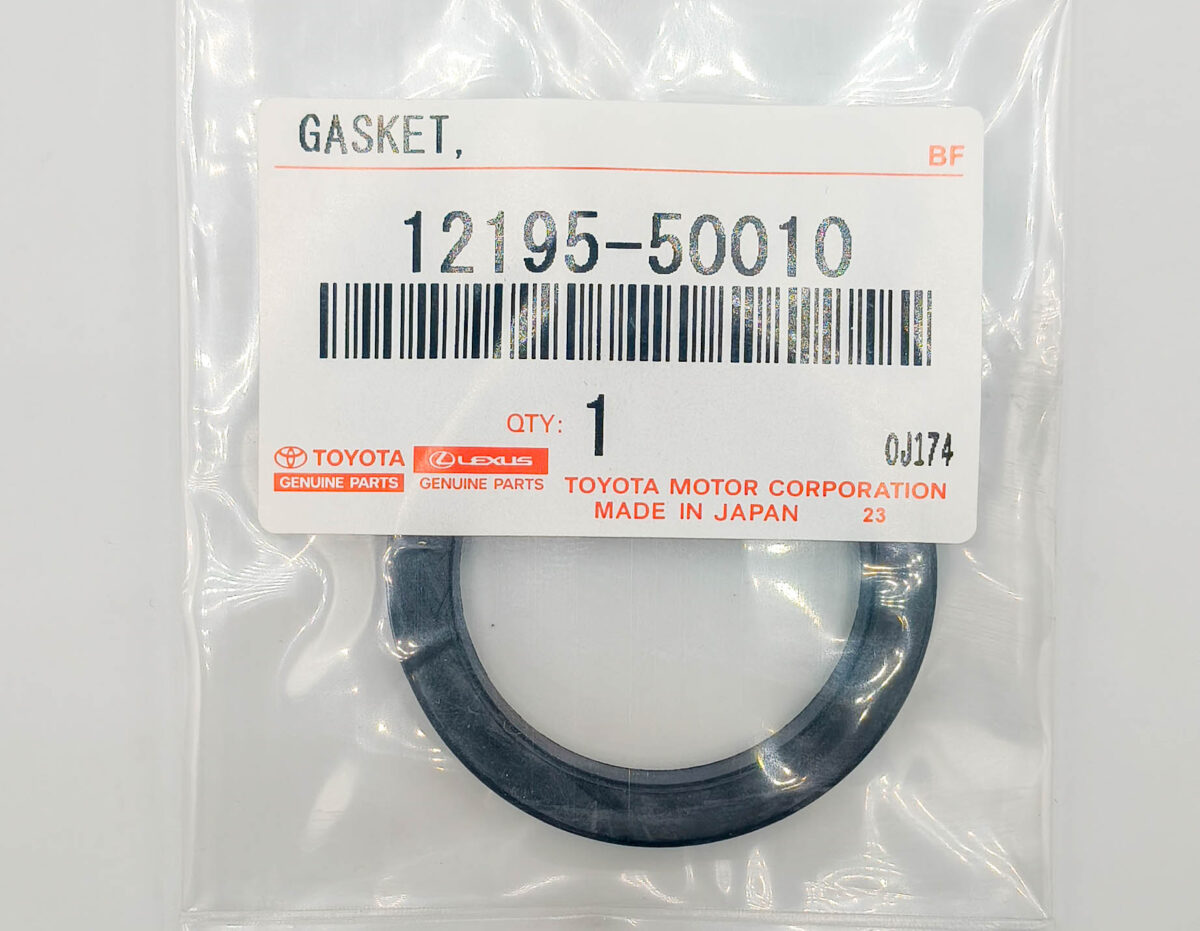 GASKET,
BF
12195-50010
QTY: 1
0J174
TOYOTA
GENUINE PARTS
LEXUS
GENUINE PARTS
TOYOTA MOTOR CORPORATION
MADE IN JAPAN 23